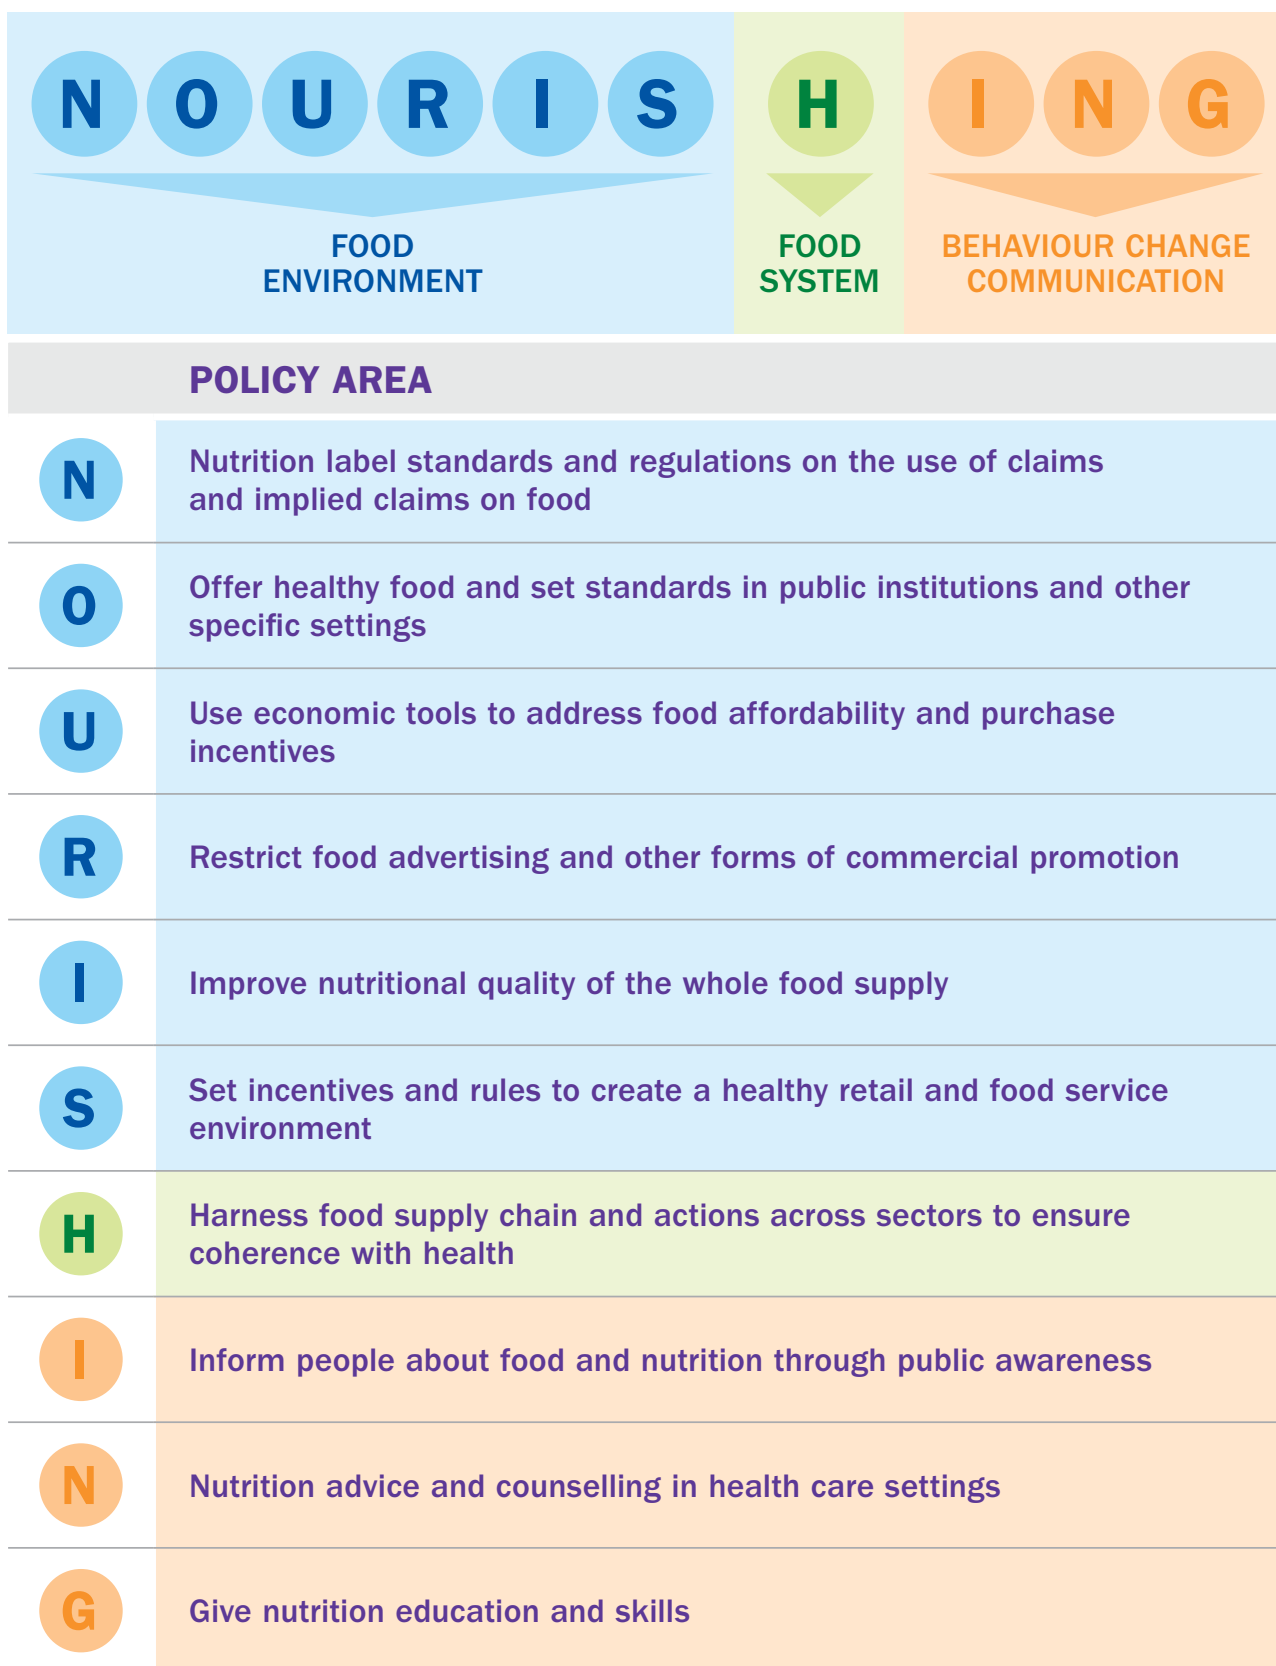 N O U R I S H I N G
FOOD
ENVIRONMENT
FOOD
SYSTEM
BEHAVIOUR CHANGE
COMMUNICATION
POLICY AREA
N
Nutrition label standards and regulations on the use of claims
and implied claims on food
O
Offer healthy food and set standards in public institutions and other
specific settings
U
Use economic tools to address food affordability and purchase
incentives
R
Restrict food advertising and other forms of commercial promotion
I
Improve nutritional quality of the whole food supply
S
Set incentives and rules to create a healthy retail and food service
environment
H
Harness food supply chain and actions across sectors to ensure
coherence with health
I
Inform people about food and nutrition through public awareness
N
Nutrition advice and counselling in health care settings
G
Give nutrition education and skills